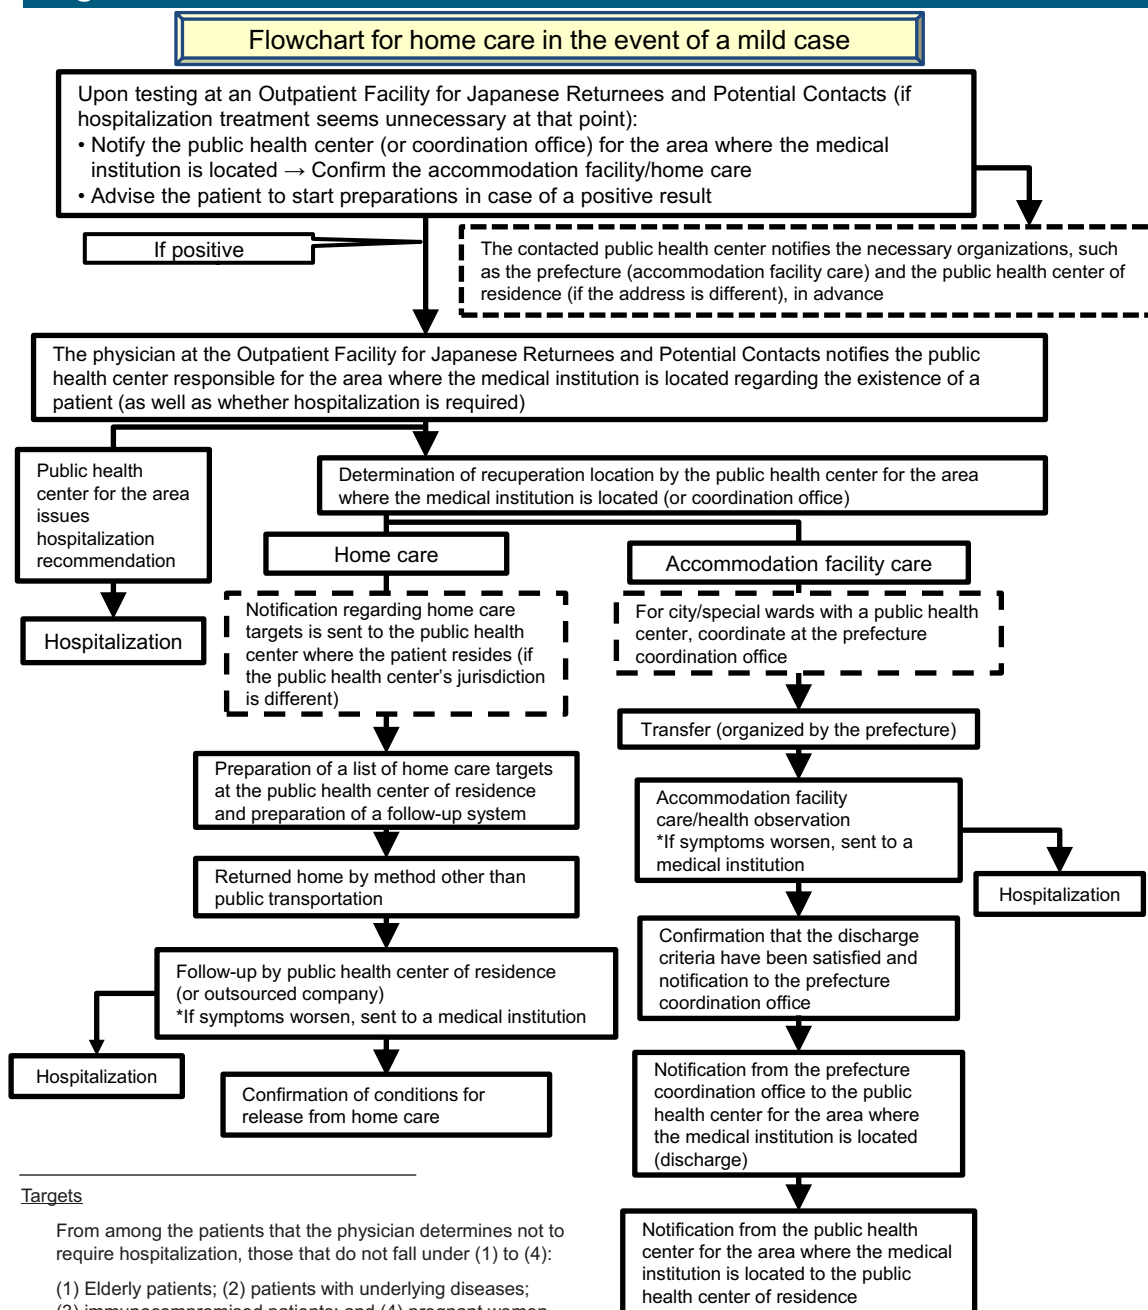 Flowchart for home care in the event of a mild case
Upon testing at an Outpatient Facility for Japanese Returnees and Potential Contacts (if
hospitalization treatment seems unnecessary at that point):
• Notify the public health center (or coordination office) for the area where the medical
institution is located → Confirm the accommodation facility/home care
• Advise the patient to start preparations in case of a positive result
If positive
The contacted public health center notifies the necessary organizations, such
as the prefecture (accommodation facility care) and the public health center of
residence (if the address is different), in advance
The physician at the Outpatient Facility for Japanese Returnees and Potential Contacts notifies the public
health center responsible for the area where the medical institution is located regarding the existence of a
patient (as well as whether hospitalization is required)
Public health
center for the area
issues
hospitalization
recommendation
Hospitalization
Determination of recuperation location by the public health center for the area
where the medical institution is located (or coordination office)
Home care
Notification regarding home care
targets is sent to the public health
center where the patient resides (if
the public health center's jurisdiction
is different)
Preparation of a list of home care targets
at the public health center of residence
and preparation of a follow-up system
Returned home by method other than
public transportation
Follow-up by public health center of residence
(or outsourced company)
*If symptoms worsen, sent to a medical institution
Hospitalization
Confirmation of conditions for
release from home care
Accommodation facility care
For city/special wards with a public health
center, coordinate at the prefecture
coordination office
Transfer (organized by the prefecture)
Accommodation facility
care/health observation
*If symptoms worsen, sent to a
medical institution
Hospitalization
Confirmation that the discharge
criteria have been satisfied and
notification to the prefecture
coordination office
Notification from the prefecture
coordination office to the public
health center for the area where
the medical institution is located
(discharge)
Notification from the public health
center for the area where the medical
institution is located to the public
health center of residence
Targets
From among the patients that the physician determines not to
require hospitalization, those that do not fall under (1) to (4):
(1) Elderly patients; (2) patients with underlying diseases;
(3) immunocompromised patients; and (4) pregnant women